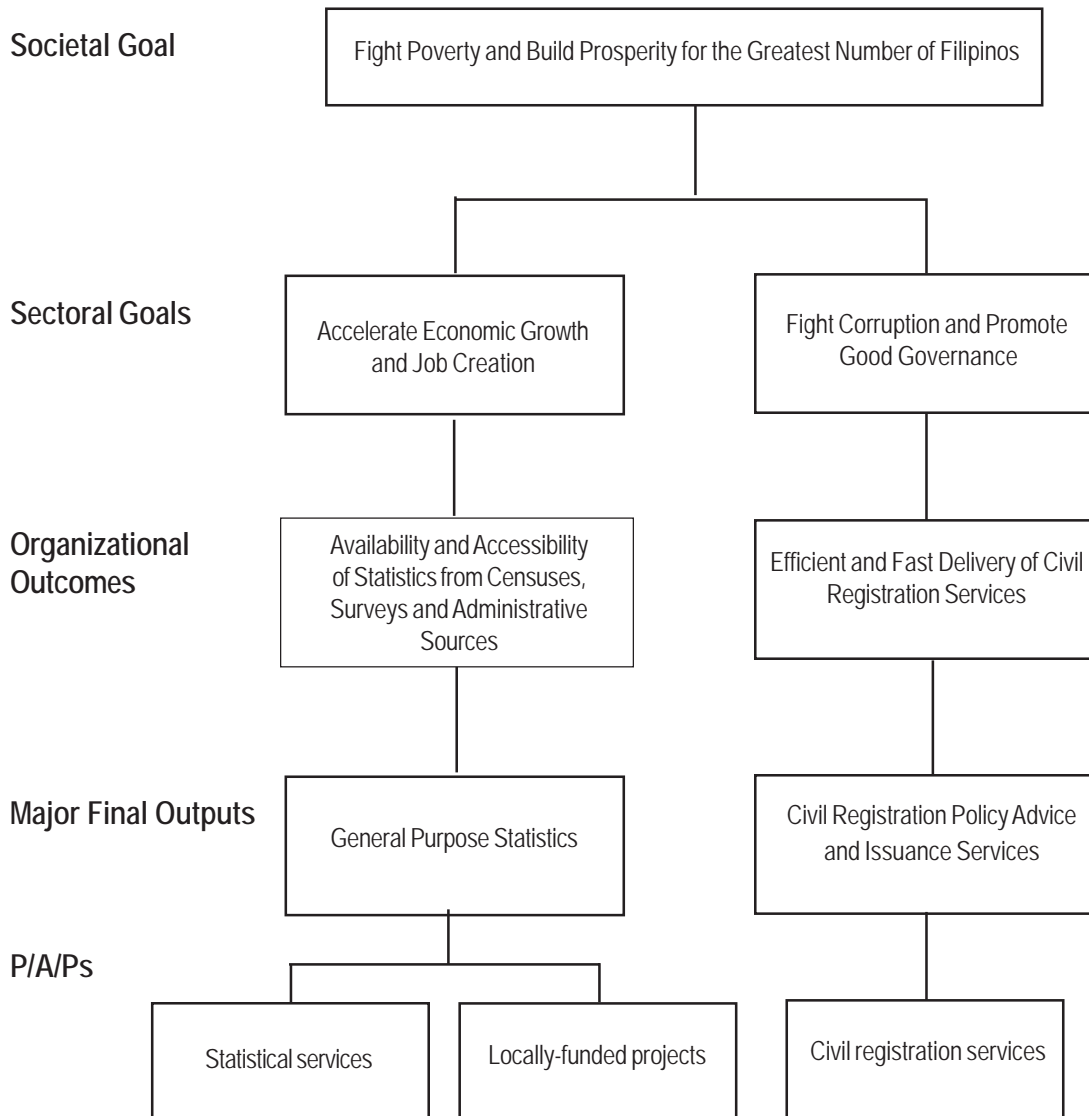 Societal Goal
Fight Poverty and Build Prosperity for the Greatest Number of Filipinos
Sectoral Goals
Accelerate Economic Growth
and Job Creation
Fight Corruption and Promote
Good Governance
Organizational
Outcomes
Availability and Accessibility
of Statistics from Censuses,
Surveys and Administrative
Sources
Efficient and Fast Delivery of Civil
Registration Services
Major Final Outputs
General Purpose Statistics
Civil Registration Policy Advice
and Issuance Services
P/A/Ps
Statistical services
Locally-funded projects
Civil registration services